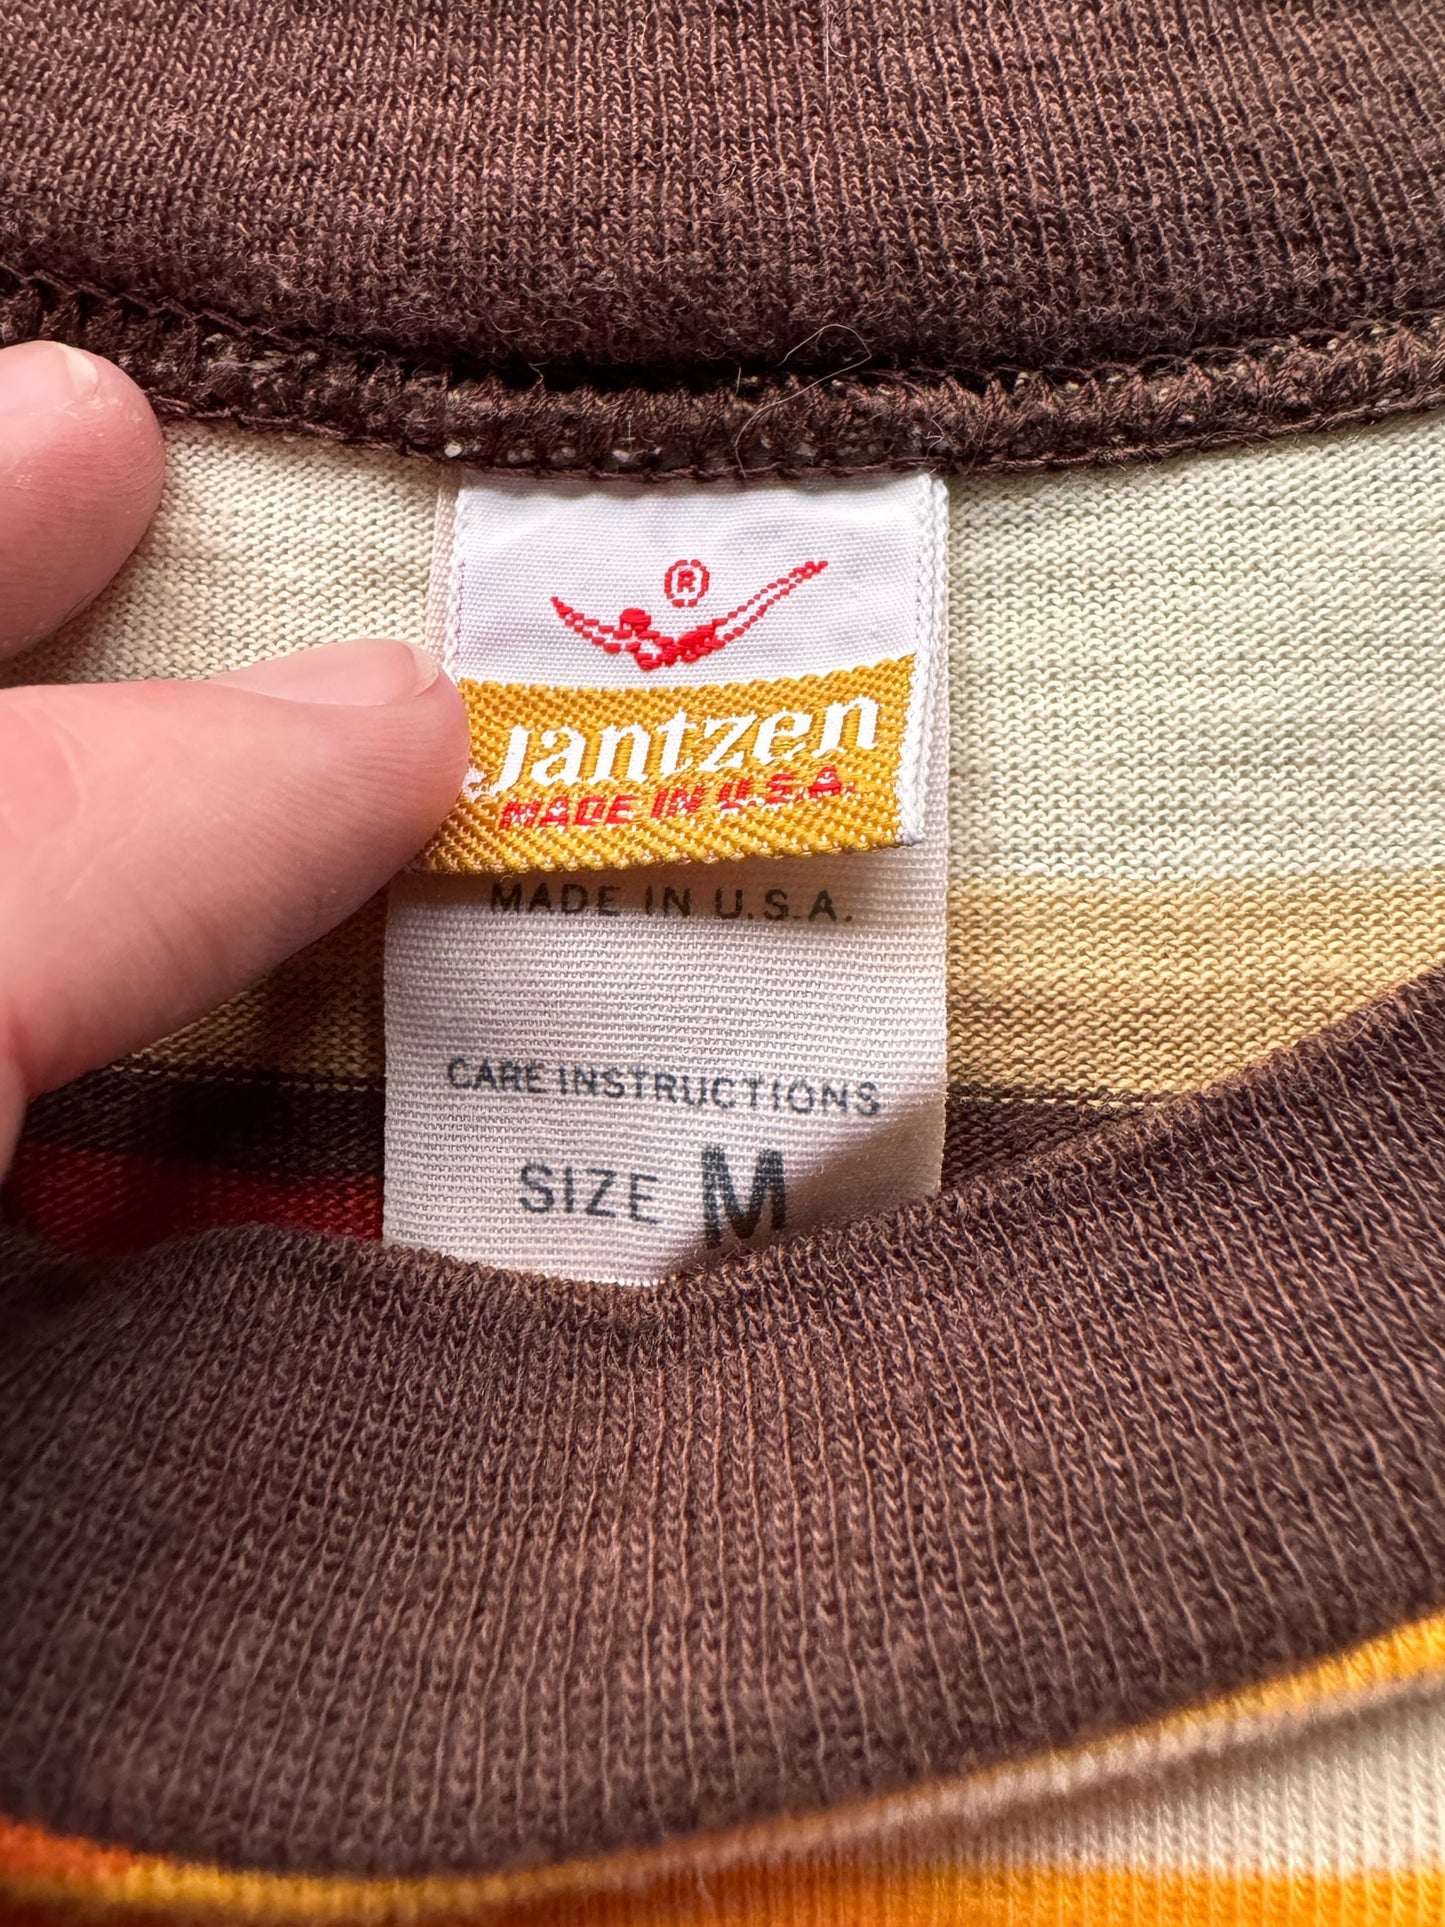 ®
Jantzen
MADE IN U.S.A.
MADE IN U.S.A.
CARE INSTRUCTIONS
SIZE M